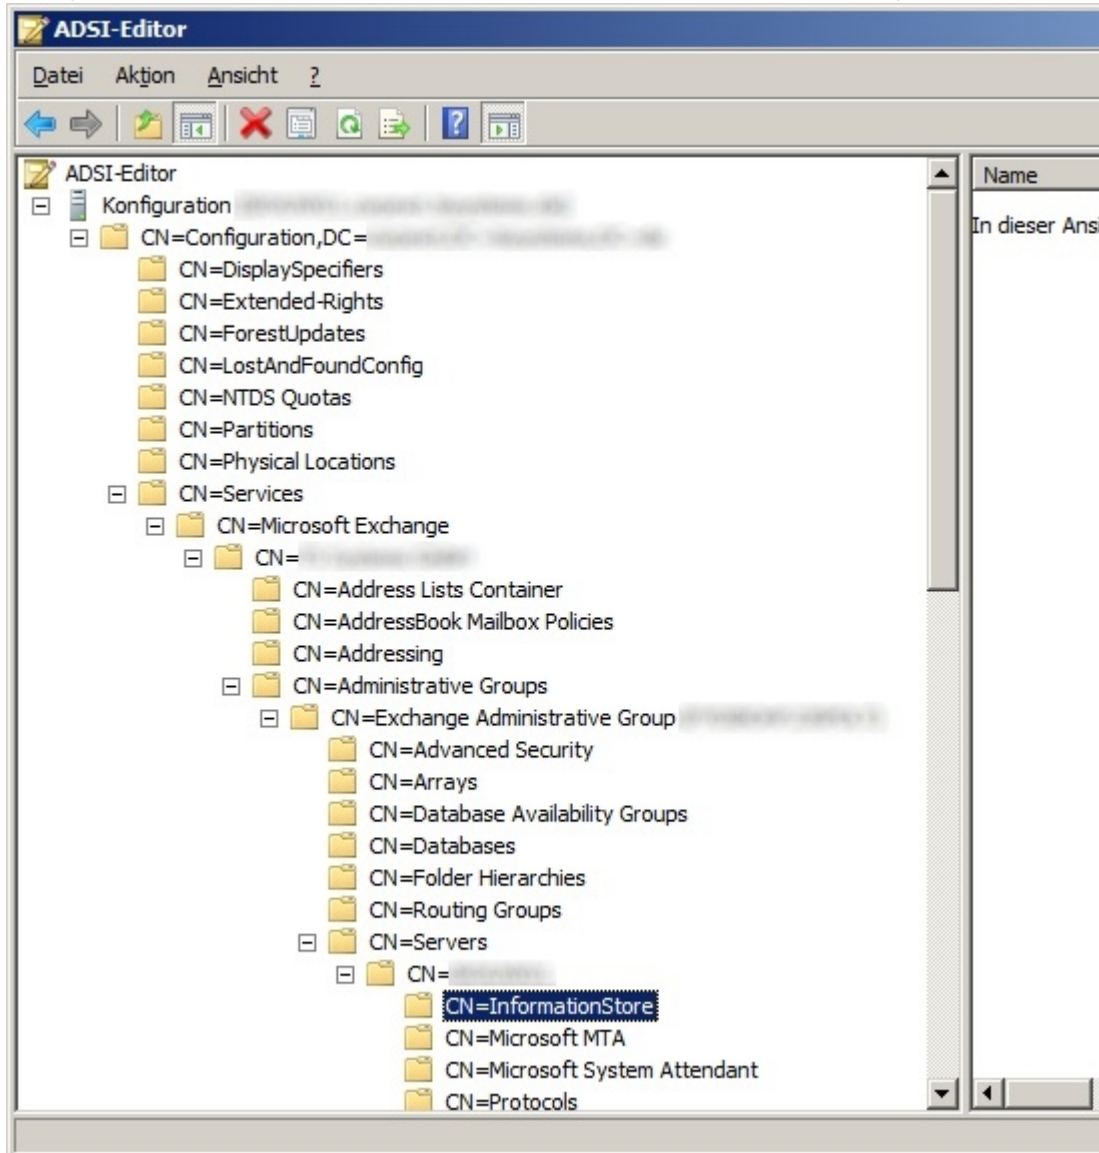 ADSI-Editor
Datei Aktion Ansicht ?
ADSI-Editor
Konfiguration
CN=Configuration,DC=
CN=DisplaySpecifiers
CN=Extended-Rights
CN=ForestUpdates
CN=LostAndFoundConfig
CN=NTDS Quotas
CN=Partitions
CN=Physical Locations
CN=Services
CN=Microsoft Exchange
CN=
CN=Address Lists Container
CN=AddressBook Mailbox Policies
CN=Addressing
CN=Administrative Groups
CN=Exchange Administrative Group
CN=Advanced Security
CN=Arrays
CN=Database Availability Groups
CN=Databases
CN=Folder Hierarchies
CN=Routing Groups
CN=Servers
CN=
CN=InformationStore
CN=Microsoft MTA
CN=Microsoft System Attendant
CN=Protocols
Name
In dieser Ansi